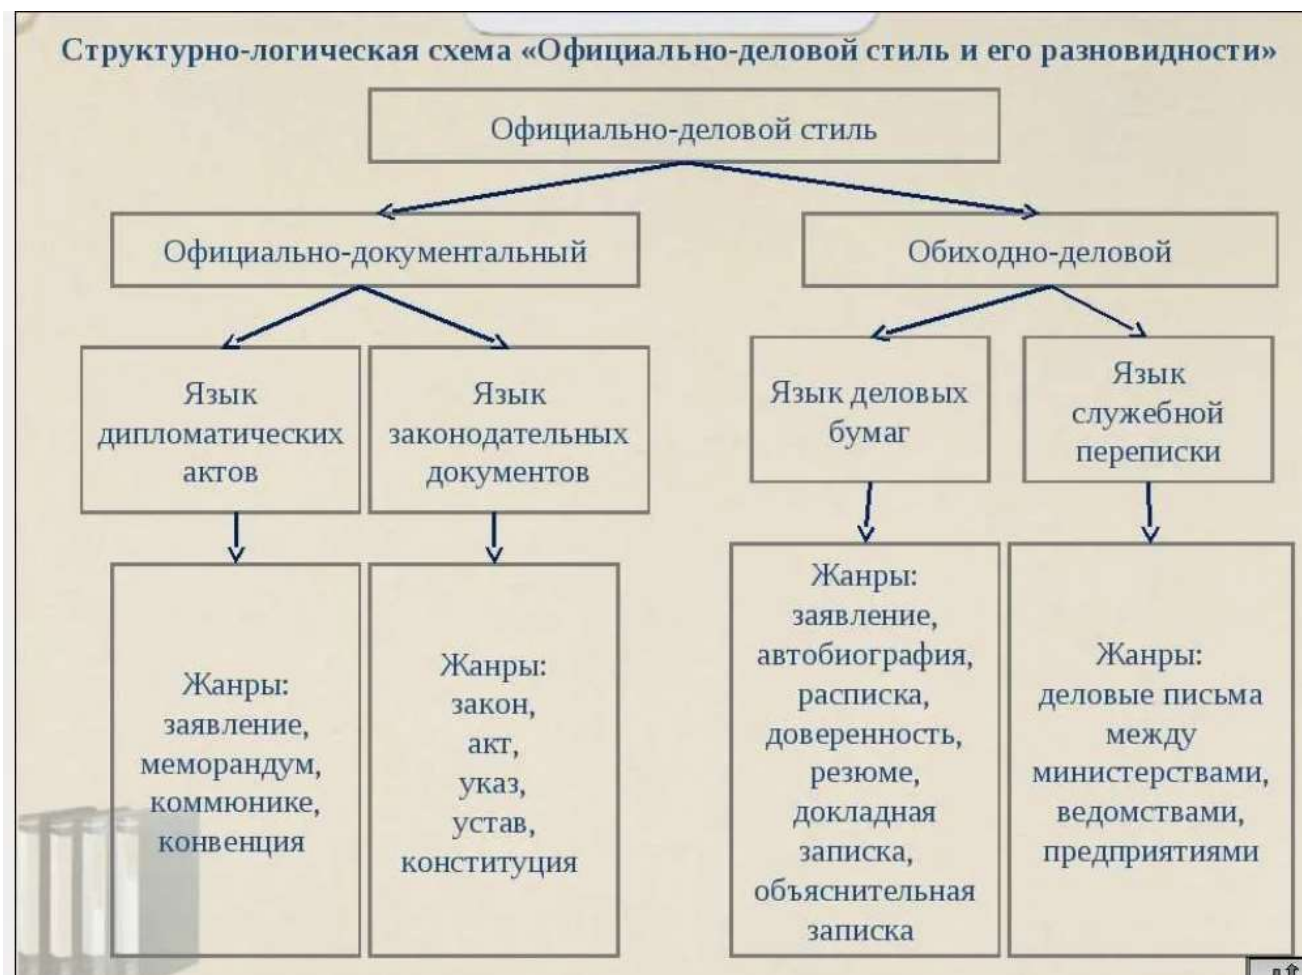 Структурно-логическая схема «Официально-деловой стиль и его разновидности»
Официально-деловой стиль
Официально-документальный
Обиходно-деловой
Язык
дипломатических
актов
Язык
законодательных
документов
Язык деловых
бумаг
Язык
служебной
переписки
Жанры:
заявление,
меморандум,
коммюнике,
конвенция
Жанры:
закон,
акт,
указ,
устав,
конституция
Жанры:
заявление,
автобиография,
расписка,
доверенность,
резюме,
докладная
записка,
объяснительная
записка
Жанры:
деловые письма
между
министерствами,
ведомствами,
предприятиями